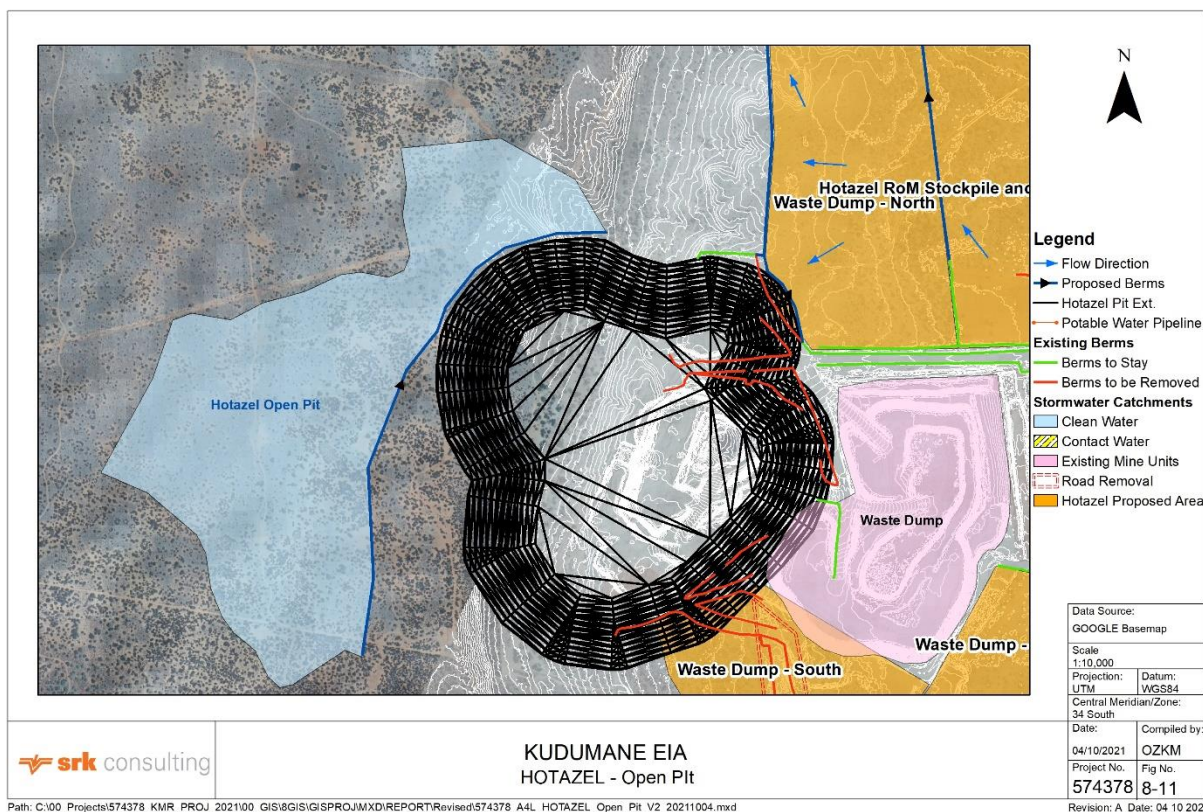 N
Hotazel RoM Stockpile and
Waste Dump - North
Hotazel Open Pit
Waste Dump
Waste Dump -
Waste Dump - South
Legend
Flow Direction
Proposed Berms
Hotazel Pit Ext.
Potable Water Pipeline
Existing Berms
Berms to Stay
Berms to be Removed
Stormwater Catchments
Clean Water
Contact Water
Existing Mine Units
Road Removal
Hotazel Proposed Area
Data Source:
GOOGLE Basemap
Scale
1:10,000
Projection:
UTM
Datum:
WGS84
Central Meridian/Zone:
34 South
Date:
04/10/2021
Compiled by:
OZKM
Project No.
574378
Fig No.
8-11
srk consulting
KUDUMANE EIA
HOTAZEL - Open PIt
Path: C:\00_Projects\574378_KMR_PROJ_2021\00_GIS\8GIS\GISPROJ\MXD\REPORT\Revised\574378_A4L_HOTAZEL_Open_Pit_V2_20211004.mxd
Revision: A Date: 04 10 202